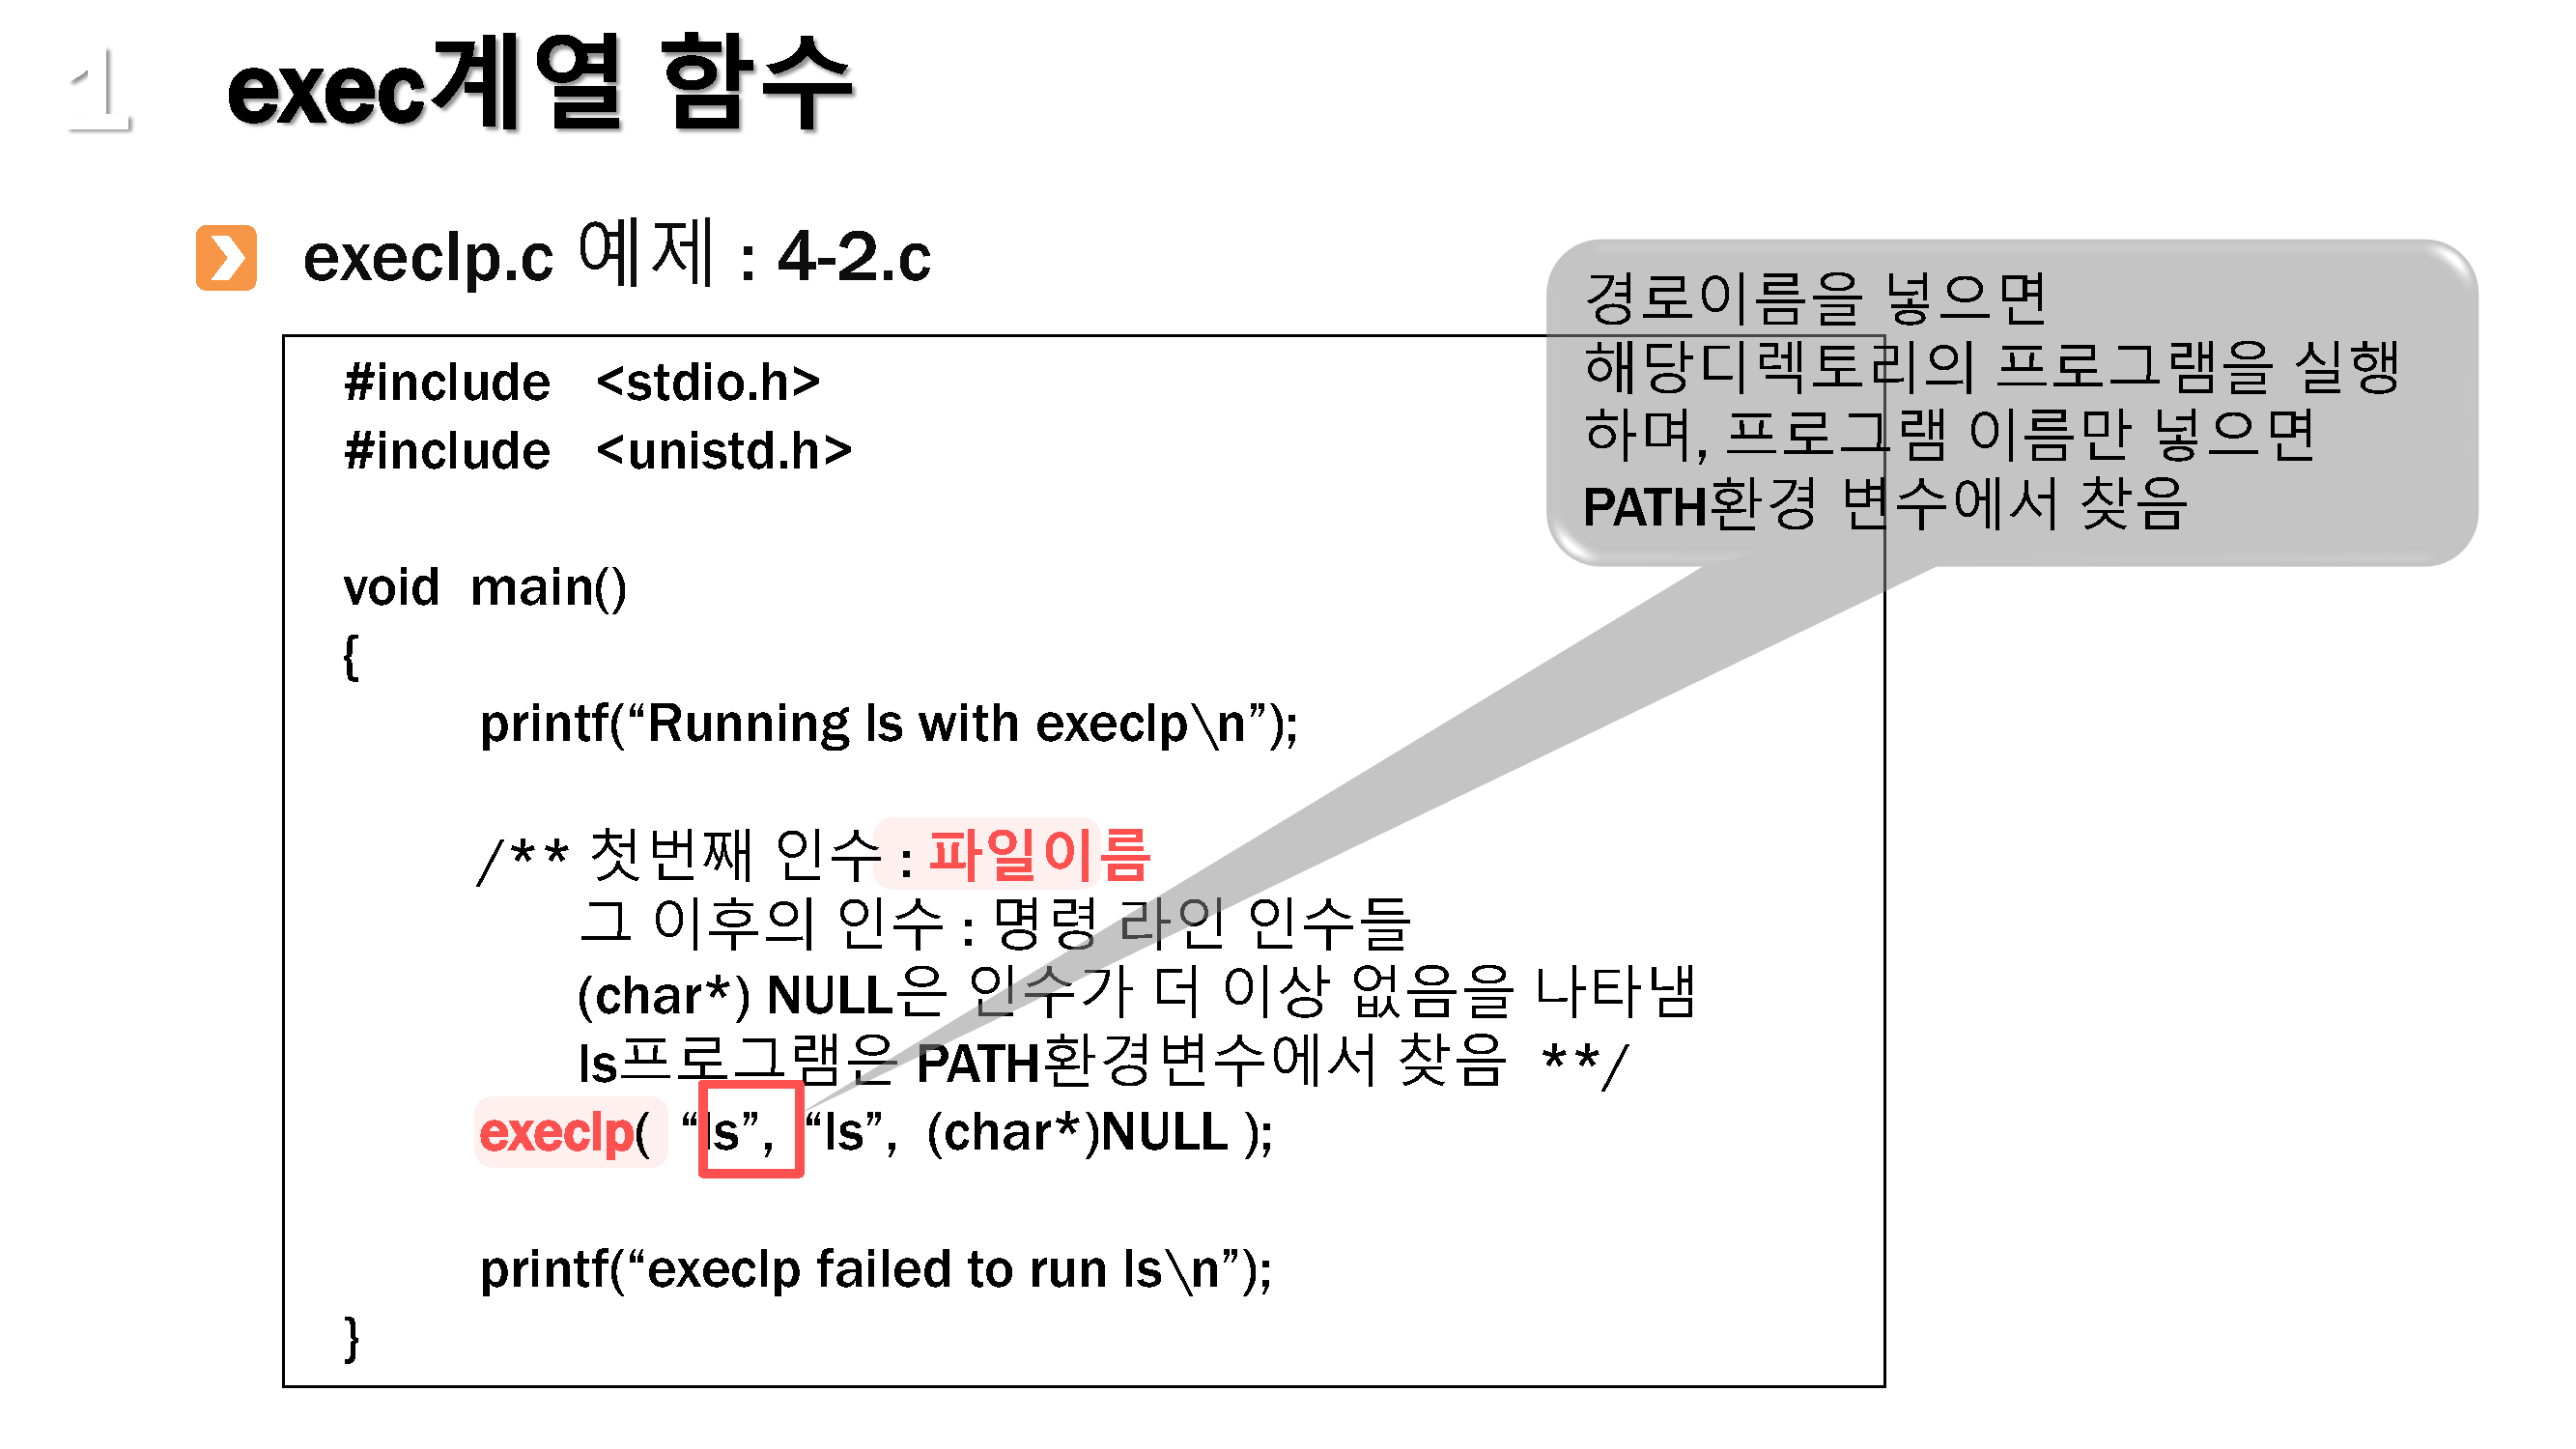 1 exec계열 함수
execlp.c 예제 : 4-2.c
경로이름을 넣으면
해당디렉토리의 프로그램을 실행
하며, 프로그램 이름만 넣으면
PATH환경 변수에서 찾음
#include <stdio.h>
#include <unistd.h>
void main()
{
printf(“Running ls with execlp\n”);
/** 첫번째 인수 : 파일이름
그 이후의 인수 : 명령 라인 인수들
(char*) NULL은 인수가 더 이상 없음을 나타냄
ls프로그램은 PATH환경변수에서 찾음 **/
execlp( “ls”, “ls”, (char*)NULL );
printf(“execlp failed to run ls\n”);
}